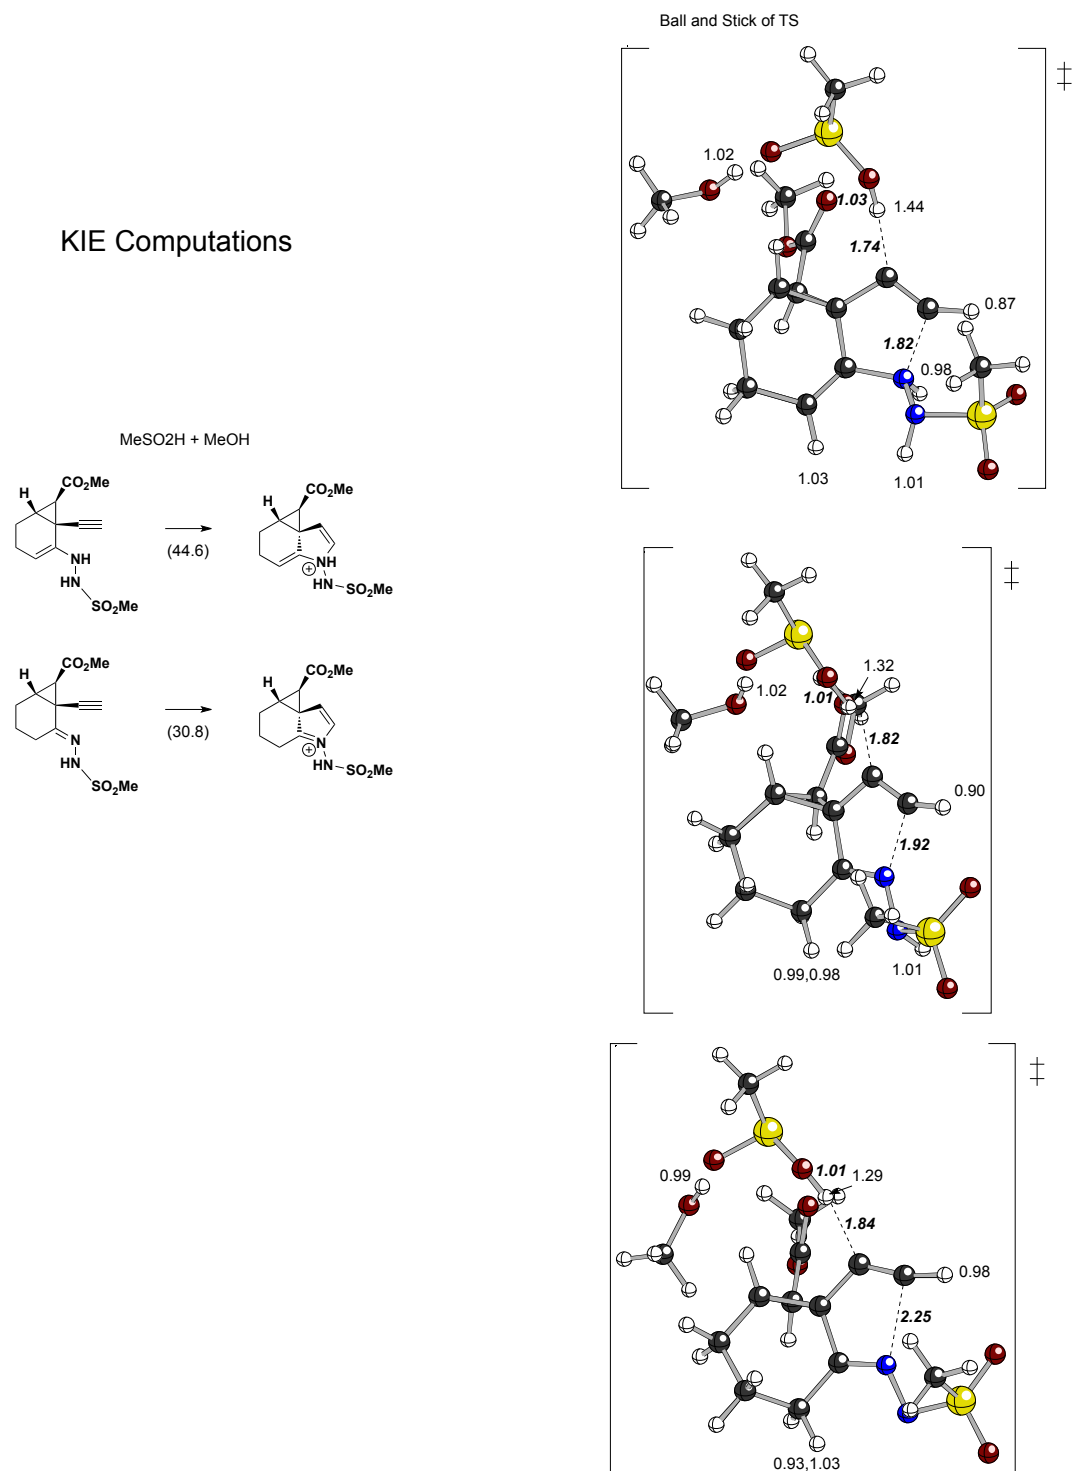 Ball and Stick of TS
‡
1.02
1.03
1.44
1.74
0.87
1.82
0.98
1.03
1.01
KIE Computations
MeSO2H + MeOH
CO₂Me
H
NH
HN
SO₂Me
(44.6)
CO₂Me
H
⊕
NH
HN
SO₂Me
CO₂Me
H
N
HN
SO₂Me
(30.8)
CO₂Me
H
⊕
N
HN
SO₂Me
‡
1.32
1.02
1.01
1.82
0.90
1.92
1.01
0.99,0.98
‡
0.99
1.01
1.29
1.84
0.98
2.25
0.93,1.03